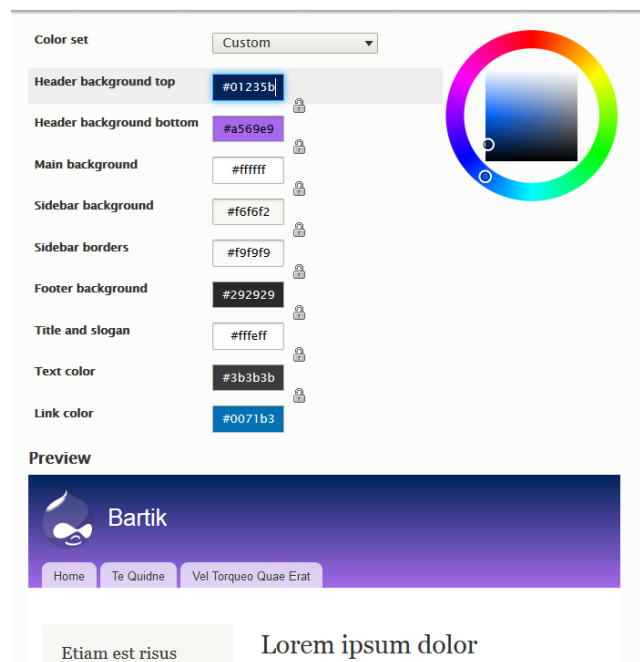 Color set Custom
Header background top #01235b
Header background bottom #a569e9
Main background #ffffff
Sidebar background #f6f6f2
Sidebar borders #f9f9f9
Footer background #292929
Title and slogan #fffeff
Text color #3b3b3b
Link color #0071b3
Preview
Bartik
Home Te Quidne Vel Torqueo Quae Erat
Etiam est risus Lorem ipsum dolor